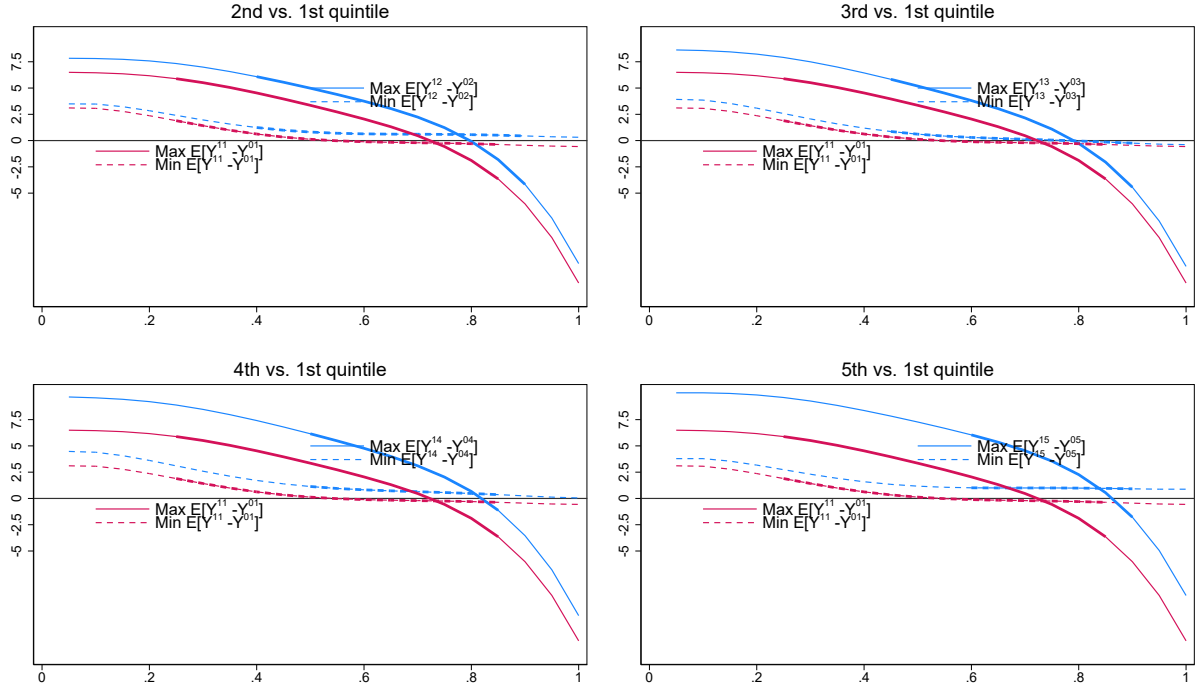 2nd vs. 1st quintile
7.5
5
2.5
0
-2.5
-5
Max E[Y¹² -Y⁰²]
Min E[Y¹² -Y⁰²]
Max E[Y¹¹ -Y⁰¹]
Min E[Y¹¹ -Y⁰¹]
0 .2 .4 .6 .8 1
3rd vs. 1st quintile
7.5
5
2.5
0
-2.5
-5
Max E[Y¹³ -Y⁰³]
Min E[Y¹³ -Y⁰³]
Max E[Y¹¹ -Y⁰¹]
Min E[Y¹¹ -Y⁰¹]
0 .2 .4 .6 .8 1
4th vs. 1st quintile
7.5
5
2.5
0
-2.5
-5
Max E[Y¹⁴ -Y⁰⁴]
Min E[Y¹⁴ -Y⁰⁴]
Max E[Y¹¹ -Y⁰¹]
Min E[Y¹¹ -Y⁰¹]
0 .2 .4 .6 .8 1
5th vs. 1st quintile
7.5
5
2.5
0
-2.5
-5
Max E[Y¹⁵ -Y⁰⁵]
Min E[Y¹⁵ -Y⁰⁵]
Max E[Y¹¹ -Y⁰¹]
Min E[Y¹¹ -Y⁰¹]
0 .2 .4 .6 .8 1